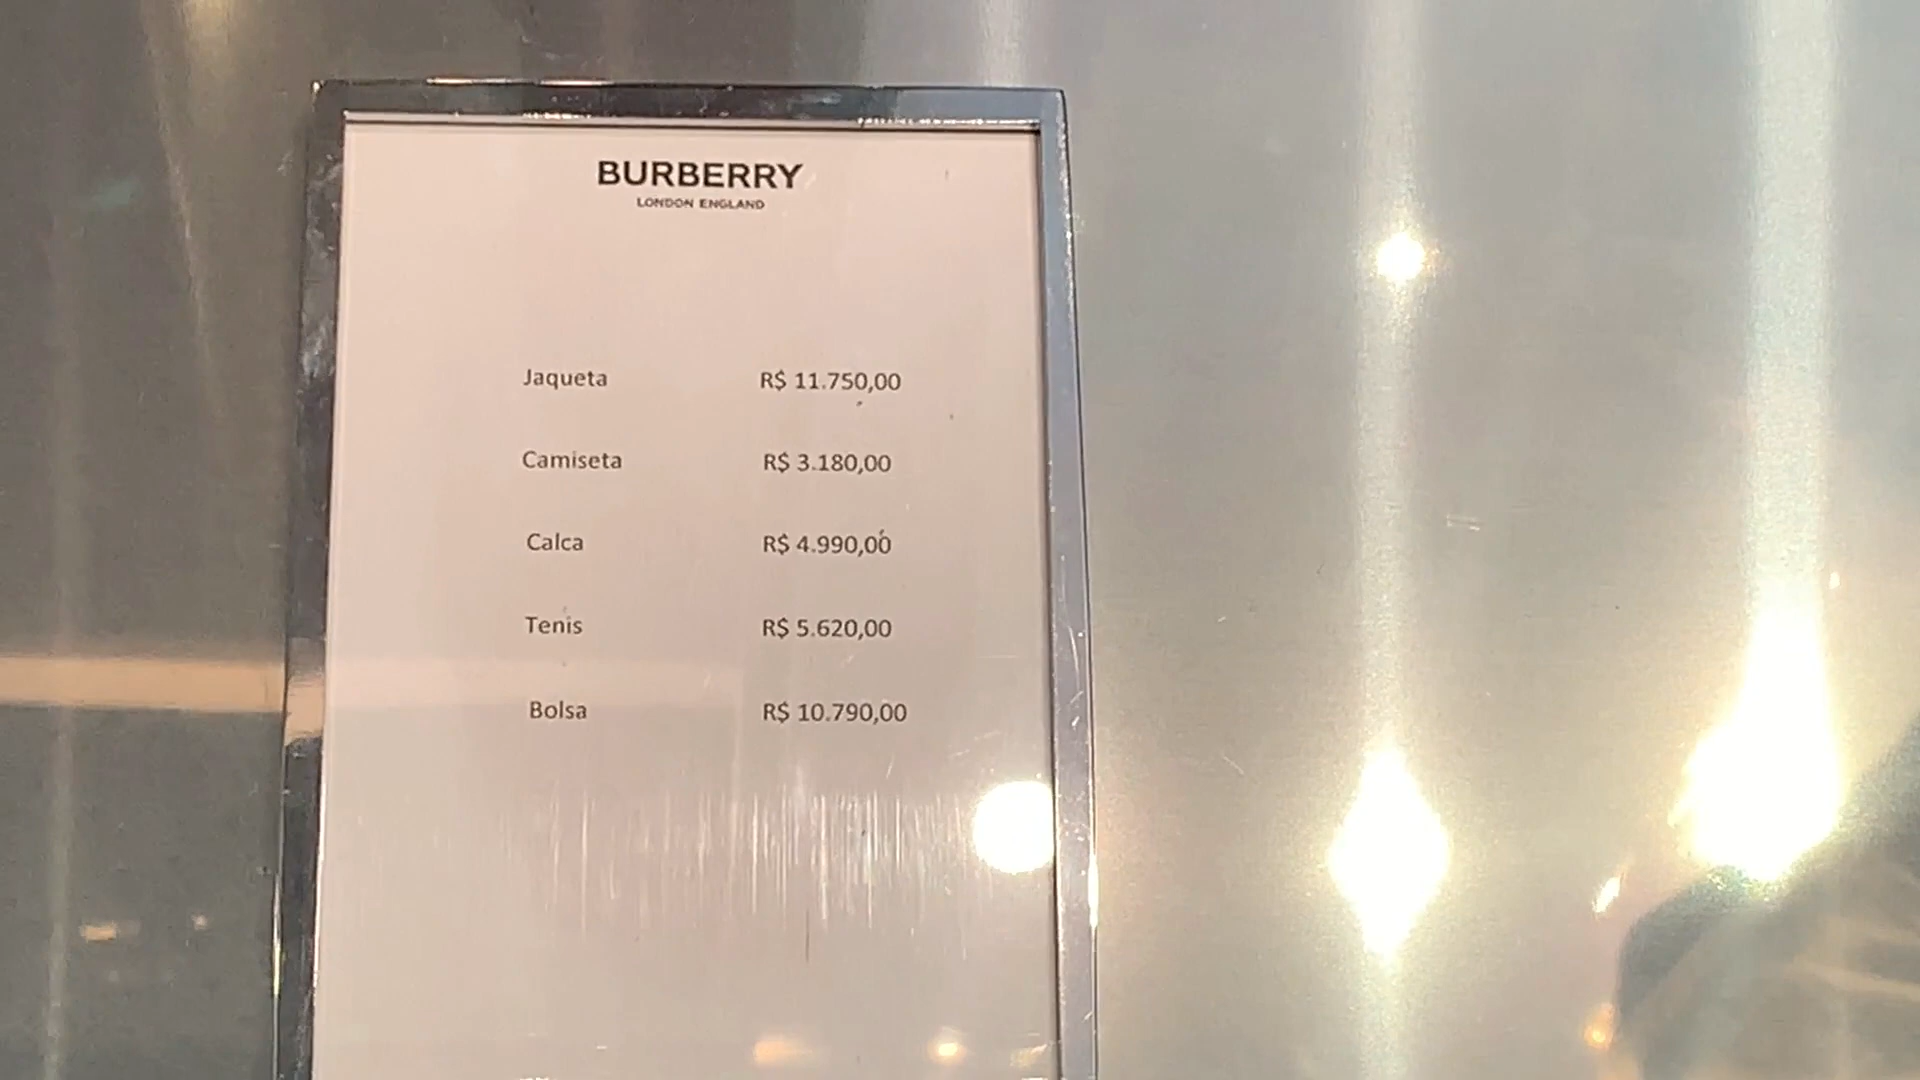 BURBERRY
LONDON ENGLAND
Jaqueta R$ 11.750,00
Camiseta R$ 3.180,00
Calca R$ 4.990,00
Tenis R$ 5.620,00
Bolsa R$ 10.790,00